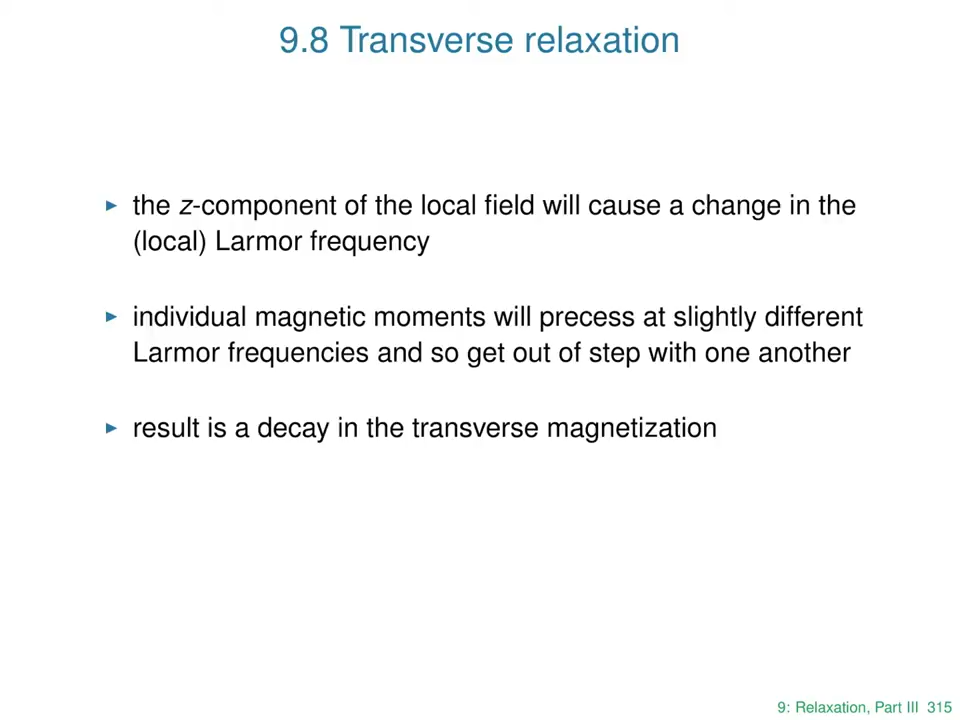 9.8 Transverse relaxation
▶ the z-component of the local field will cause a change in the
(local) Larmor frequency
▶ individual magnetic moments will precess at slightly different
Larmor frequencies and so get out of step with one another
▶ result is a decay in the transverse magnetization
9: Relaxation, Part III 315